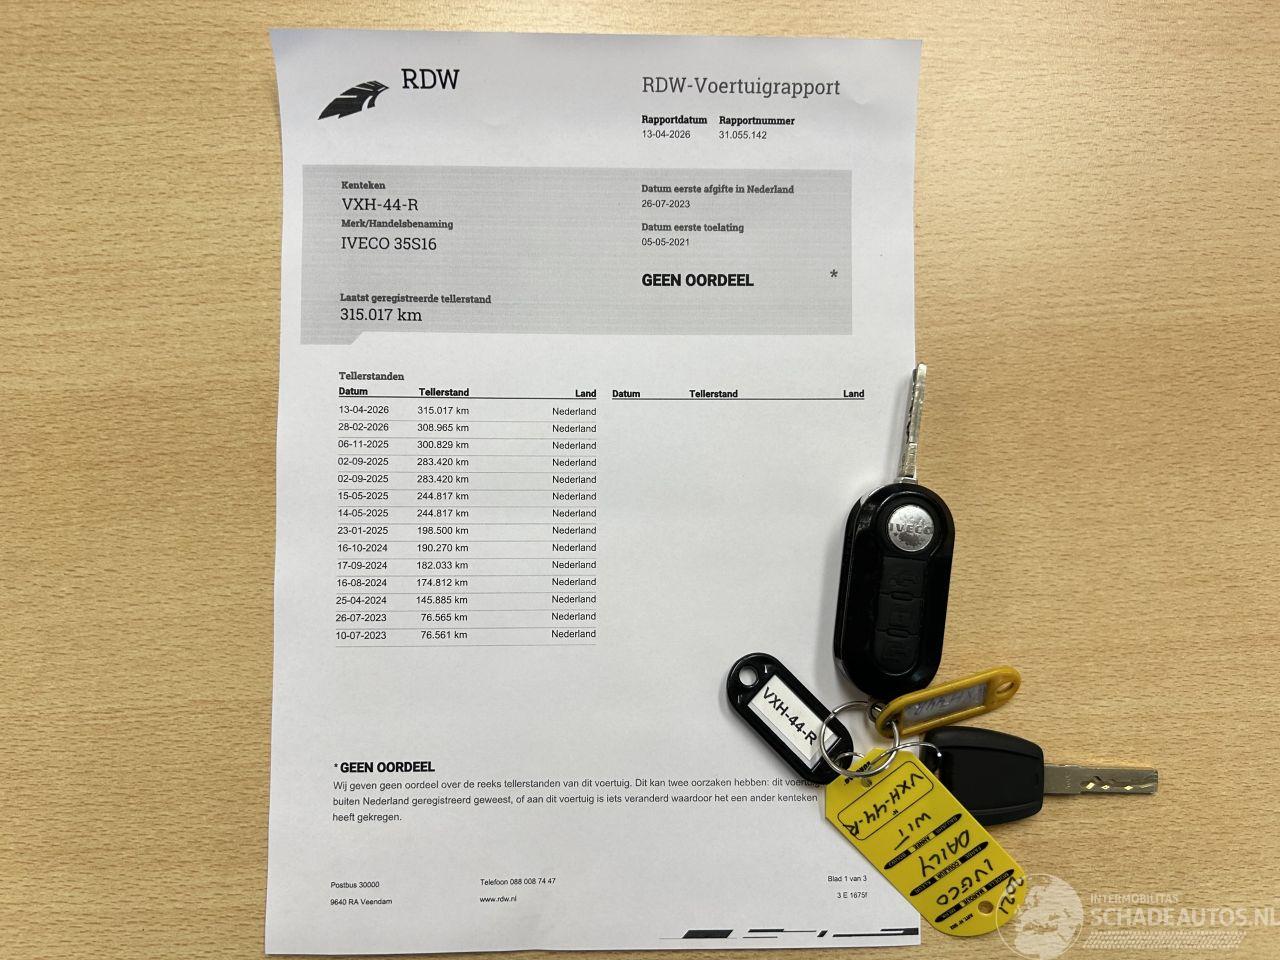 RDW
RDW-Voertuigrapport
Rapportdatum Rapportnummer
13-04-2026 31.055.142
Kenteken
VXH-44-R
Merk/Handelsbenaming
IVECO 35S16
Laatst geregistreerde tellerstand
315.017 km
Datum eerste afgifte in Nederland
26-07-2023
Datum eerste toelating
05-05-2021
GEEN OORDEEL *
Tellerstanden
Datum Tellerstand Land Datum Tellerstand Land
13-04-2026 315.017 km Nederland
28-02-2026 308.965 km Nederland
06-11-2025 300.829 km Nederland
02-09-2025 283.420 km Nederland
02-09-2025 283.420 km Nederland
15-05-2025 244.817 km Nederland
14-05-2025 244.817 km Nederland
23-01-2025 198.500 km Nederland
16-10-2024 190.270 km Nederland
17-09-2024 182.033 km Nederland
16-08-2024 174.812 km Nederland
25-04-2024 145.885 km Nederland
26-07-2023 76.565 km Nederland
10-07-2023 76.561 km Nederland
* GEEN OORDEEL
Wij geven geen oordeel over de reeks tellerstanden van dit voertuig. Dit kan twee oorzaken hebben: dit voertuig
buiten Nederland geregistreerd geweest, of aan dit voertuig is iets veranderd waardoor het een ander kenteken
heeft gekregen.
Postbus 30000
9640 RA Veendam
Telefoon 088 008 74 47
www.rdw.nl
Blad 1 van 3
3 E 1675f
IVECO
VXH-44-R
VXH-44-R
VXH-44-R
WIT
DAILY
IVECO
2021
INTERMOBILITAS
SCHADEAUTOS.NL